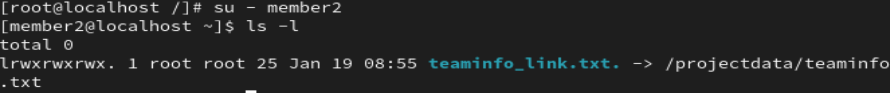 [root@localhost /]# su - member2
[member2@localhost ~]$ ls -l
total 0
lrwxrwxrwx. 1 root root 25 Jan 19 08:55 teaminfo_link.txt. -> /projectdata/teaminfo
.txt